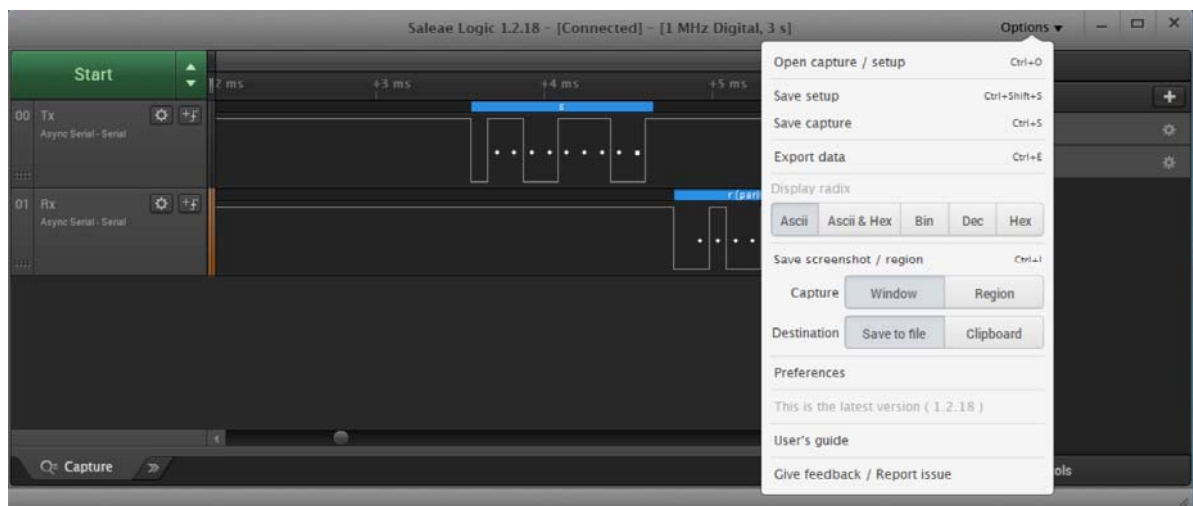 Saleae Logic 1.2.18 - [Connected] - [1 MHz Digital, 3 s]
Options
Start
2 ms
+3 ms
+4 ms
+5 ms
00 Tx
Async Serial - Serial
s
01 Rx
Async Serial - Serial
r (pari
Open capture / setup Ctrl+O
Save setup Ctrl+Shift+S
Save capture Ctrl+S
Export data Ctrl+E
Display radix
Ascii Ascii & Hex Bin Dec Hex
Save screenshot / region
Capture Window Region
Destination Save to file Clipboard
Preferences
This is the latest version ( 1.2.18 )
User's guide
Give feedback / Report issue
Capture
ols